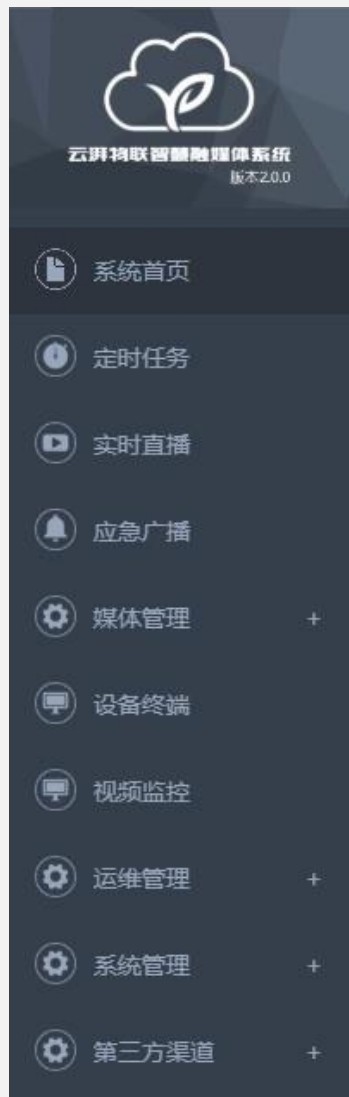 云湃物联智慧融媒体系统
版本2.0.0
系统首页
定时任务
实时直播
应急广播
媒体管理 +
设备终端
视频监控
运维管理 +
系统管理 +
第三方渠道 +